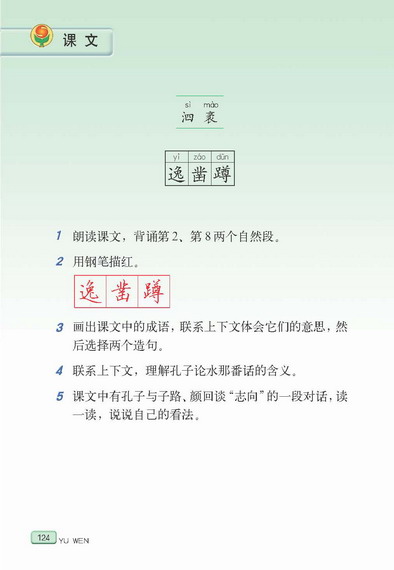 课文
sì mào
泗 袤
yì záo dūn
逸 凿 蹲
1 朗读课文，背诵第2、第8两个自然段。
2 用钢笔描红。
逸 凿 蹲
3 画出课文中的成语，联系上下文体会它们的意思，然
后选择两个造句。
4 联系上下文，理解孔子论水那番话的含义。
5 课文中有孔子与子路、颜回谈“志向”的一段对话，读
一读，说说自己的看法。
124 YU WEN